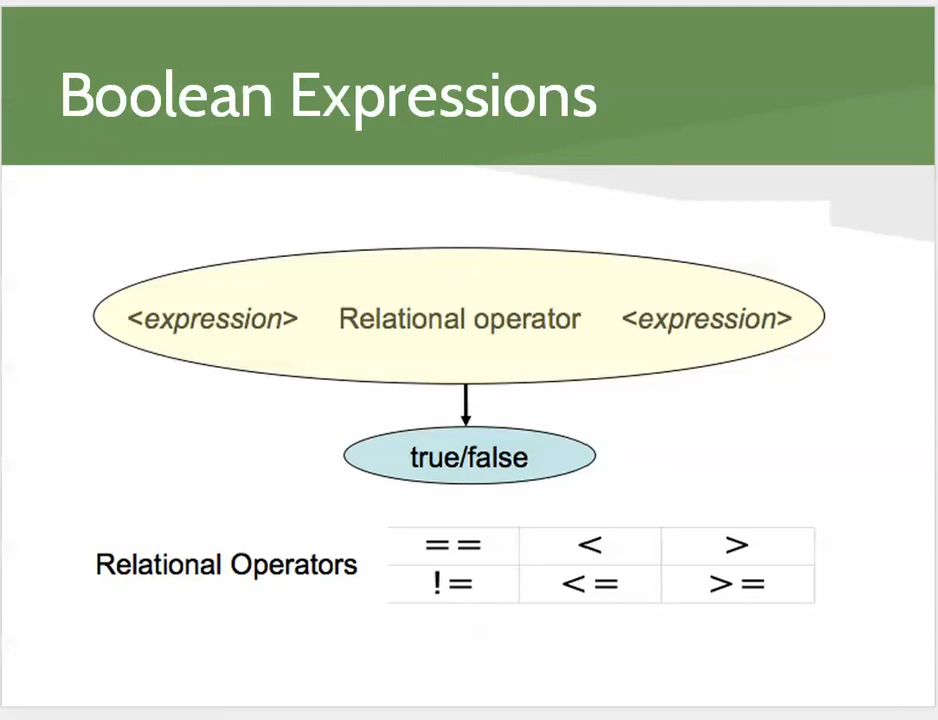 Boolean Expressions
<expression> Relational operator <expression>
true/false
== < >
Relational Operators
!= <= >=